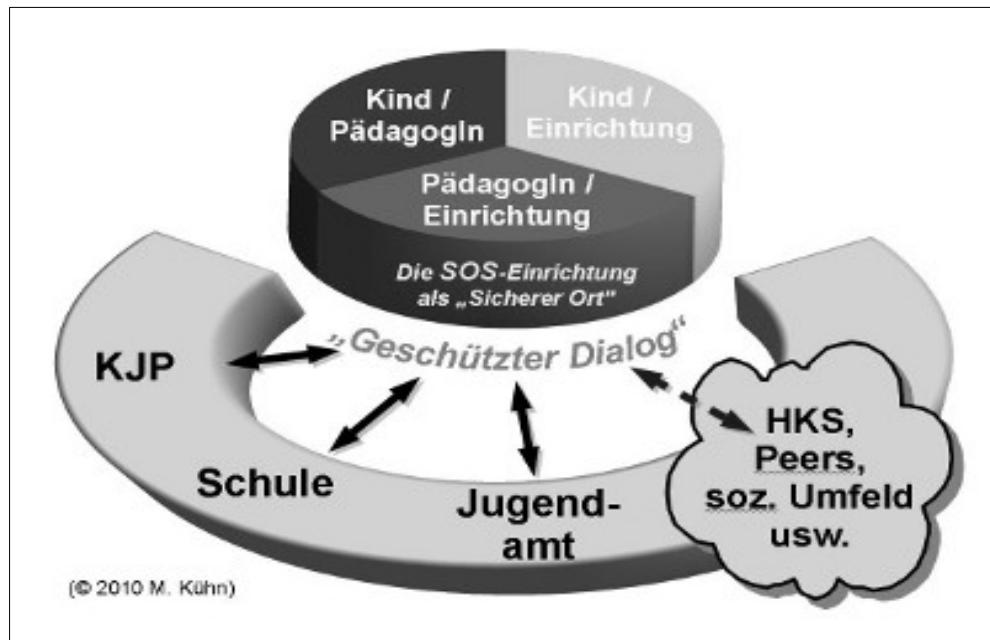 Kind /
PädagogIn
Kind /
Einrichtung
PädagogIn /
Einrichtung
Die SOS-Einrichtung
als „Sicherer Ort"
„Geschützter Dialog“
KJP
Schule
Jugend-
amt
HKS,
Peers,
soz. Umfeld
usw.
(© 2010 M. Kühn)